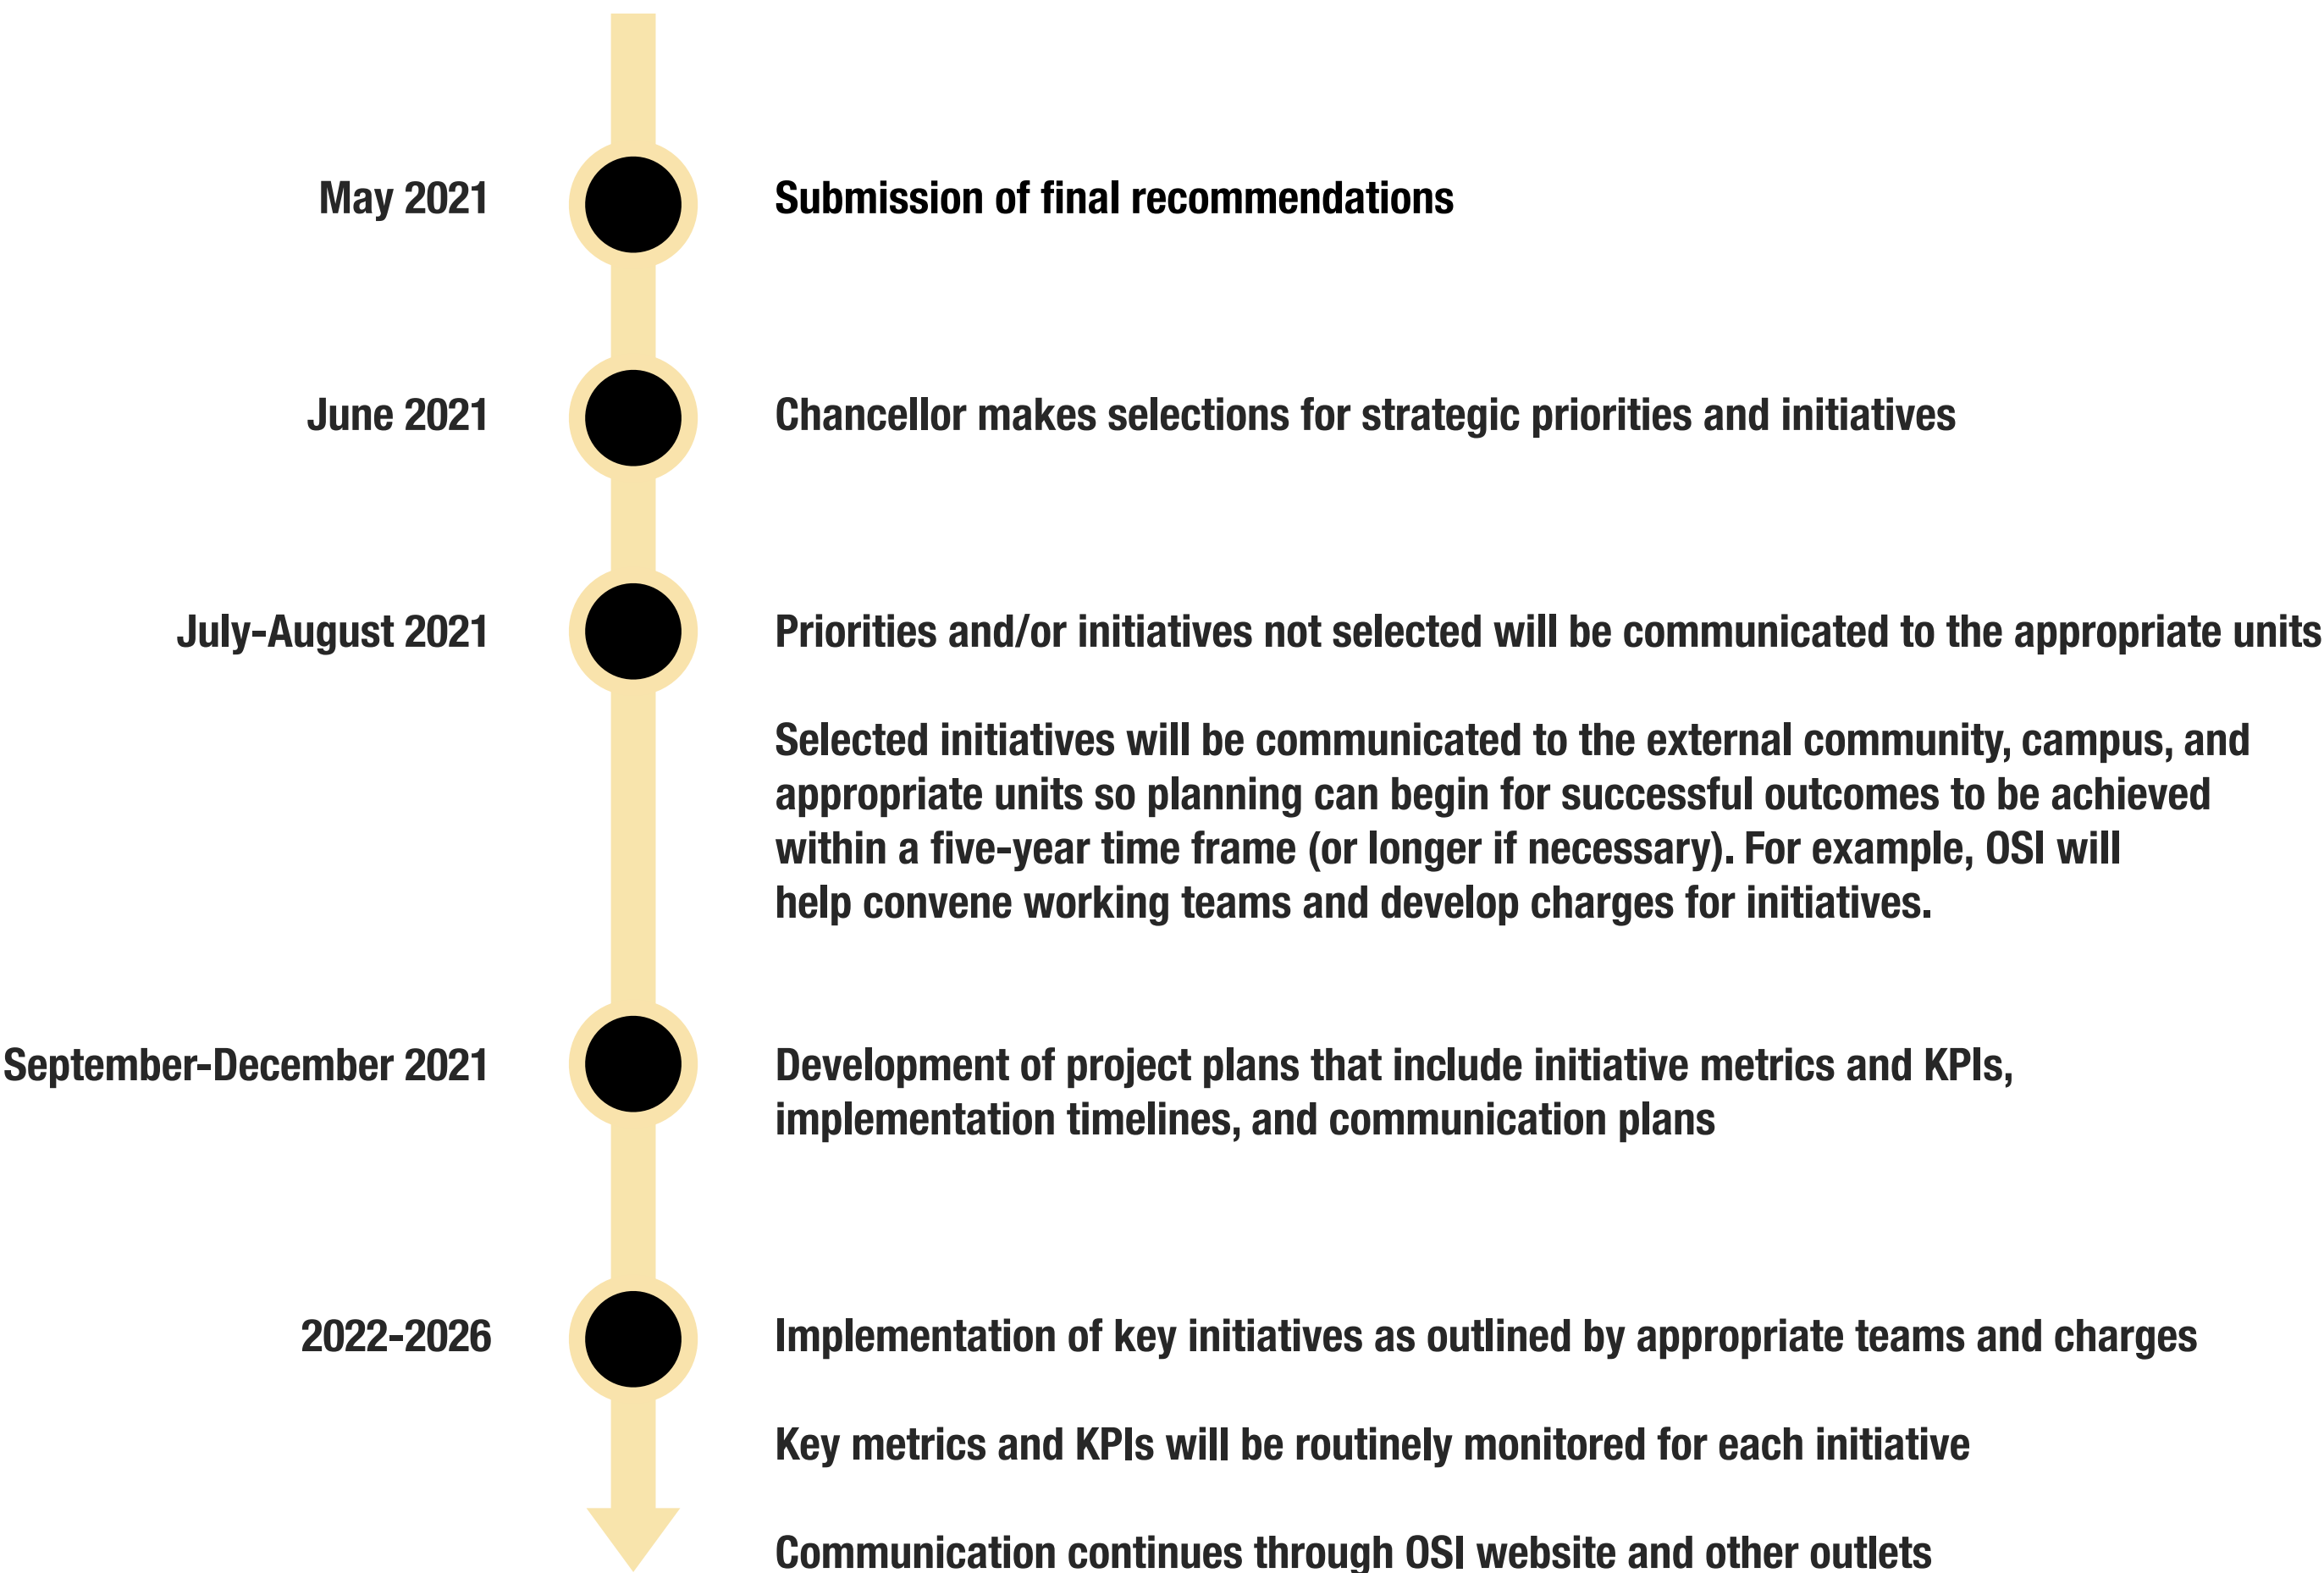 May 2021
Submission of final recommendations
June 2021
Chancellor makes selections for strategic priorities and initiatives
July-August 2021
Priorities and/or initiatives not selected will be communicated to the appropriate units
Selected initiatives will be communicated to the external community, campus, and
appropriate units so planning can begin for successful outcomes to be achieved
within a five-year time frame (or longer if necessary). For example, OSI will
help convene working teams and develop charges for initiatives.
September-December 2021
Development of project plans that include initiative metrics and KPIs,
implementation timelines, and communication plans
2022-2026
Implementation of key initiatives as outlined by appropriate teams and charges
Key metrics and KPIs will be routinely monitored for each initiative
Communication continues through OSI website and other outlets